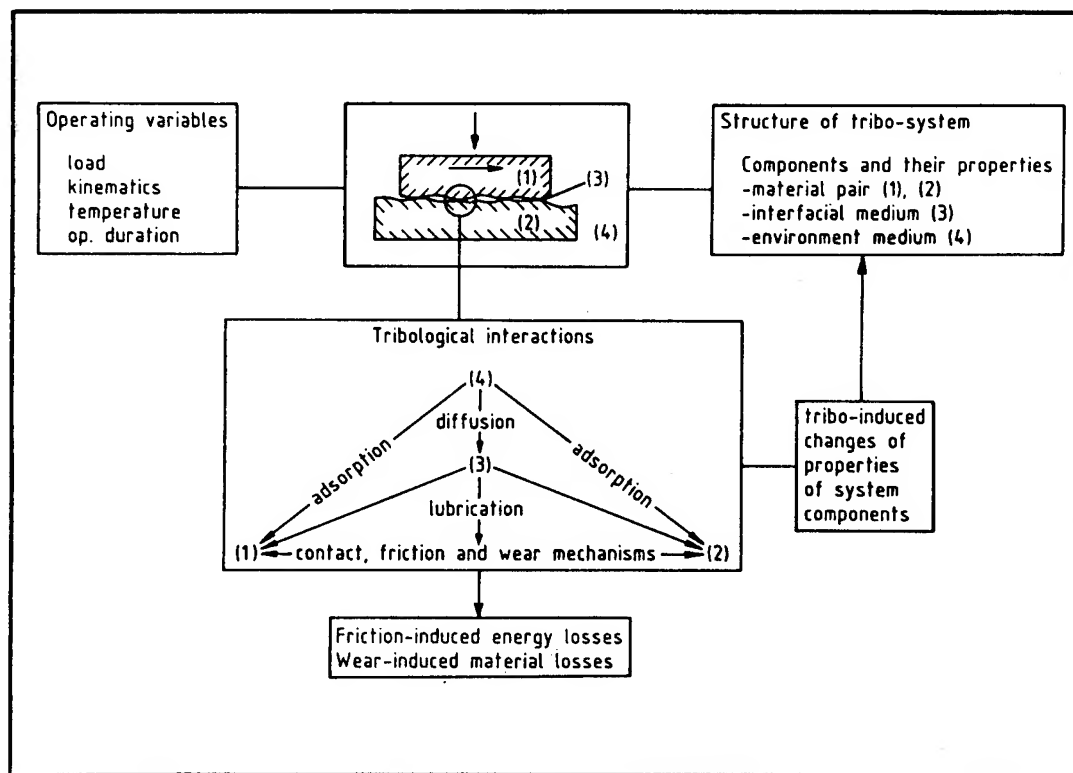 Operating variables
load
kinematics
temperature
op. duration
(1)
(3)
(2)
(4)
Structure of tribo-system
Components and their properties
-material pair (1), (2)
-interfacial medium (3)
-environment medium (4)
Tribological interactions
(4)
diffusion
adsorption
adsorption
(3)
lubrication
(1) contact, friction and wear mechanisms (2)
tribo-induced
changes of
properties
of system
components
Friction-induced energy losses
Wear-induced material losses